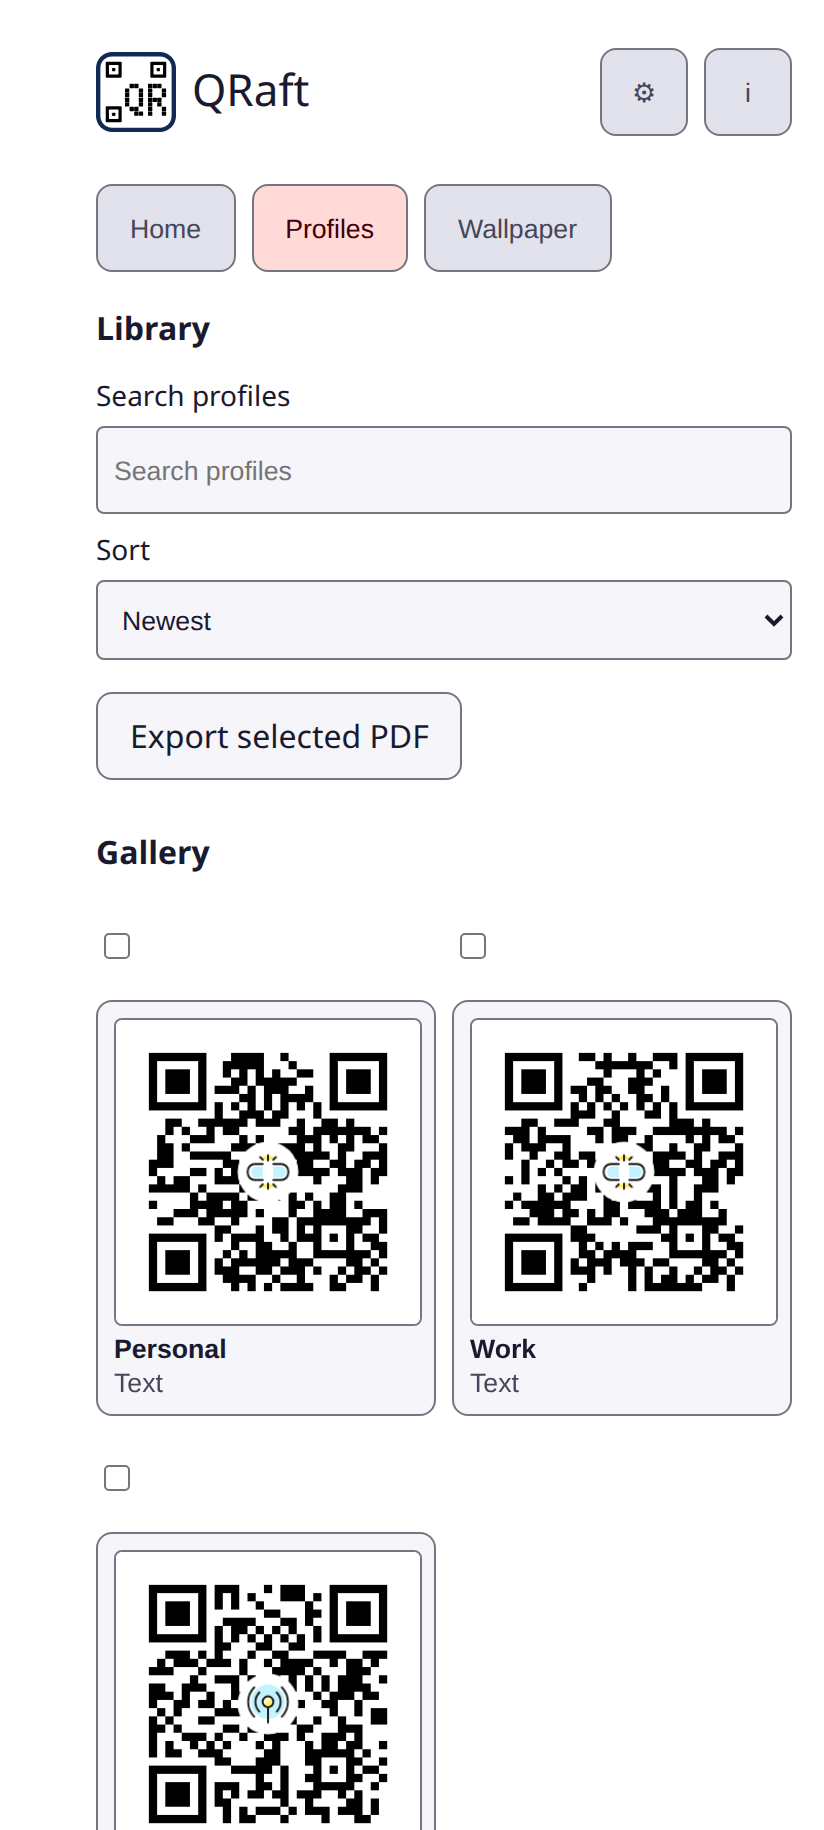 QR
QRaft
⚙ i
Home Profiles Wallpaper
Library
Search profiles
Search profiles
Sort
Newest
Export selected PDF
Gallery
Personal
Text
Work
Text